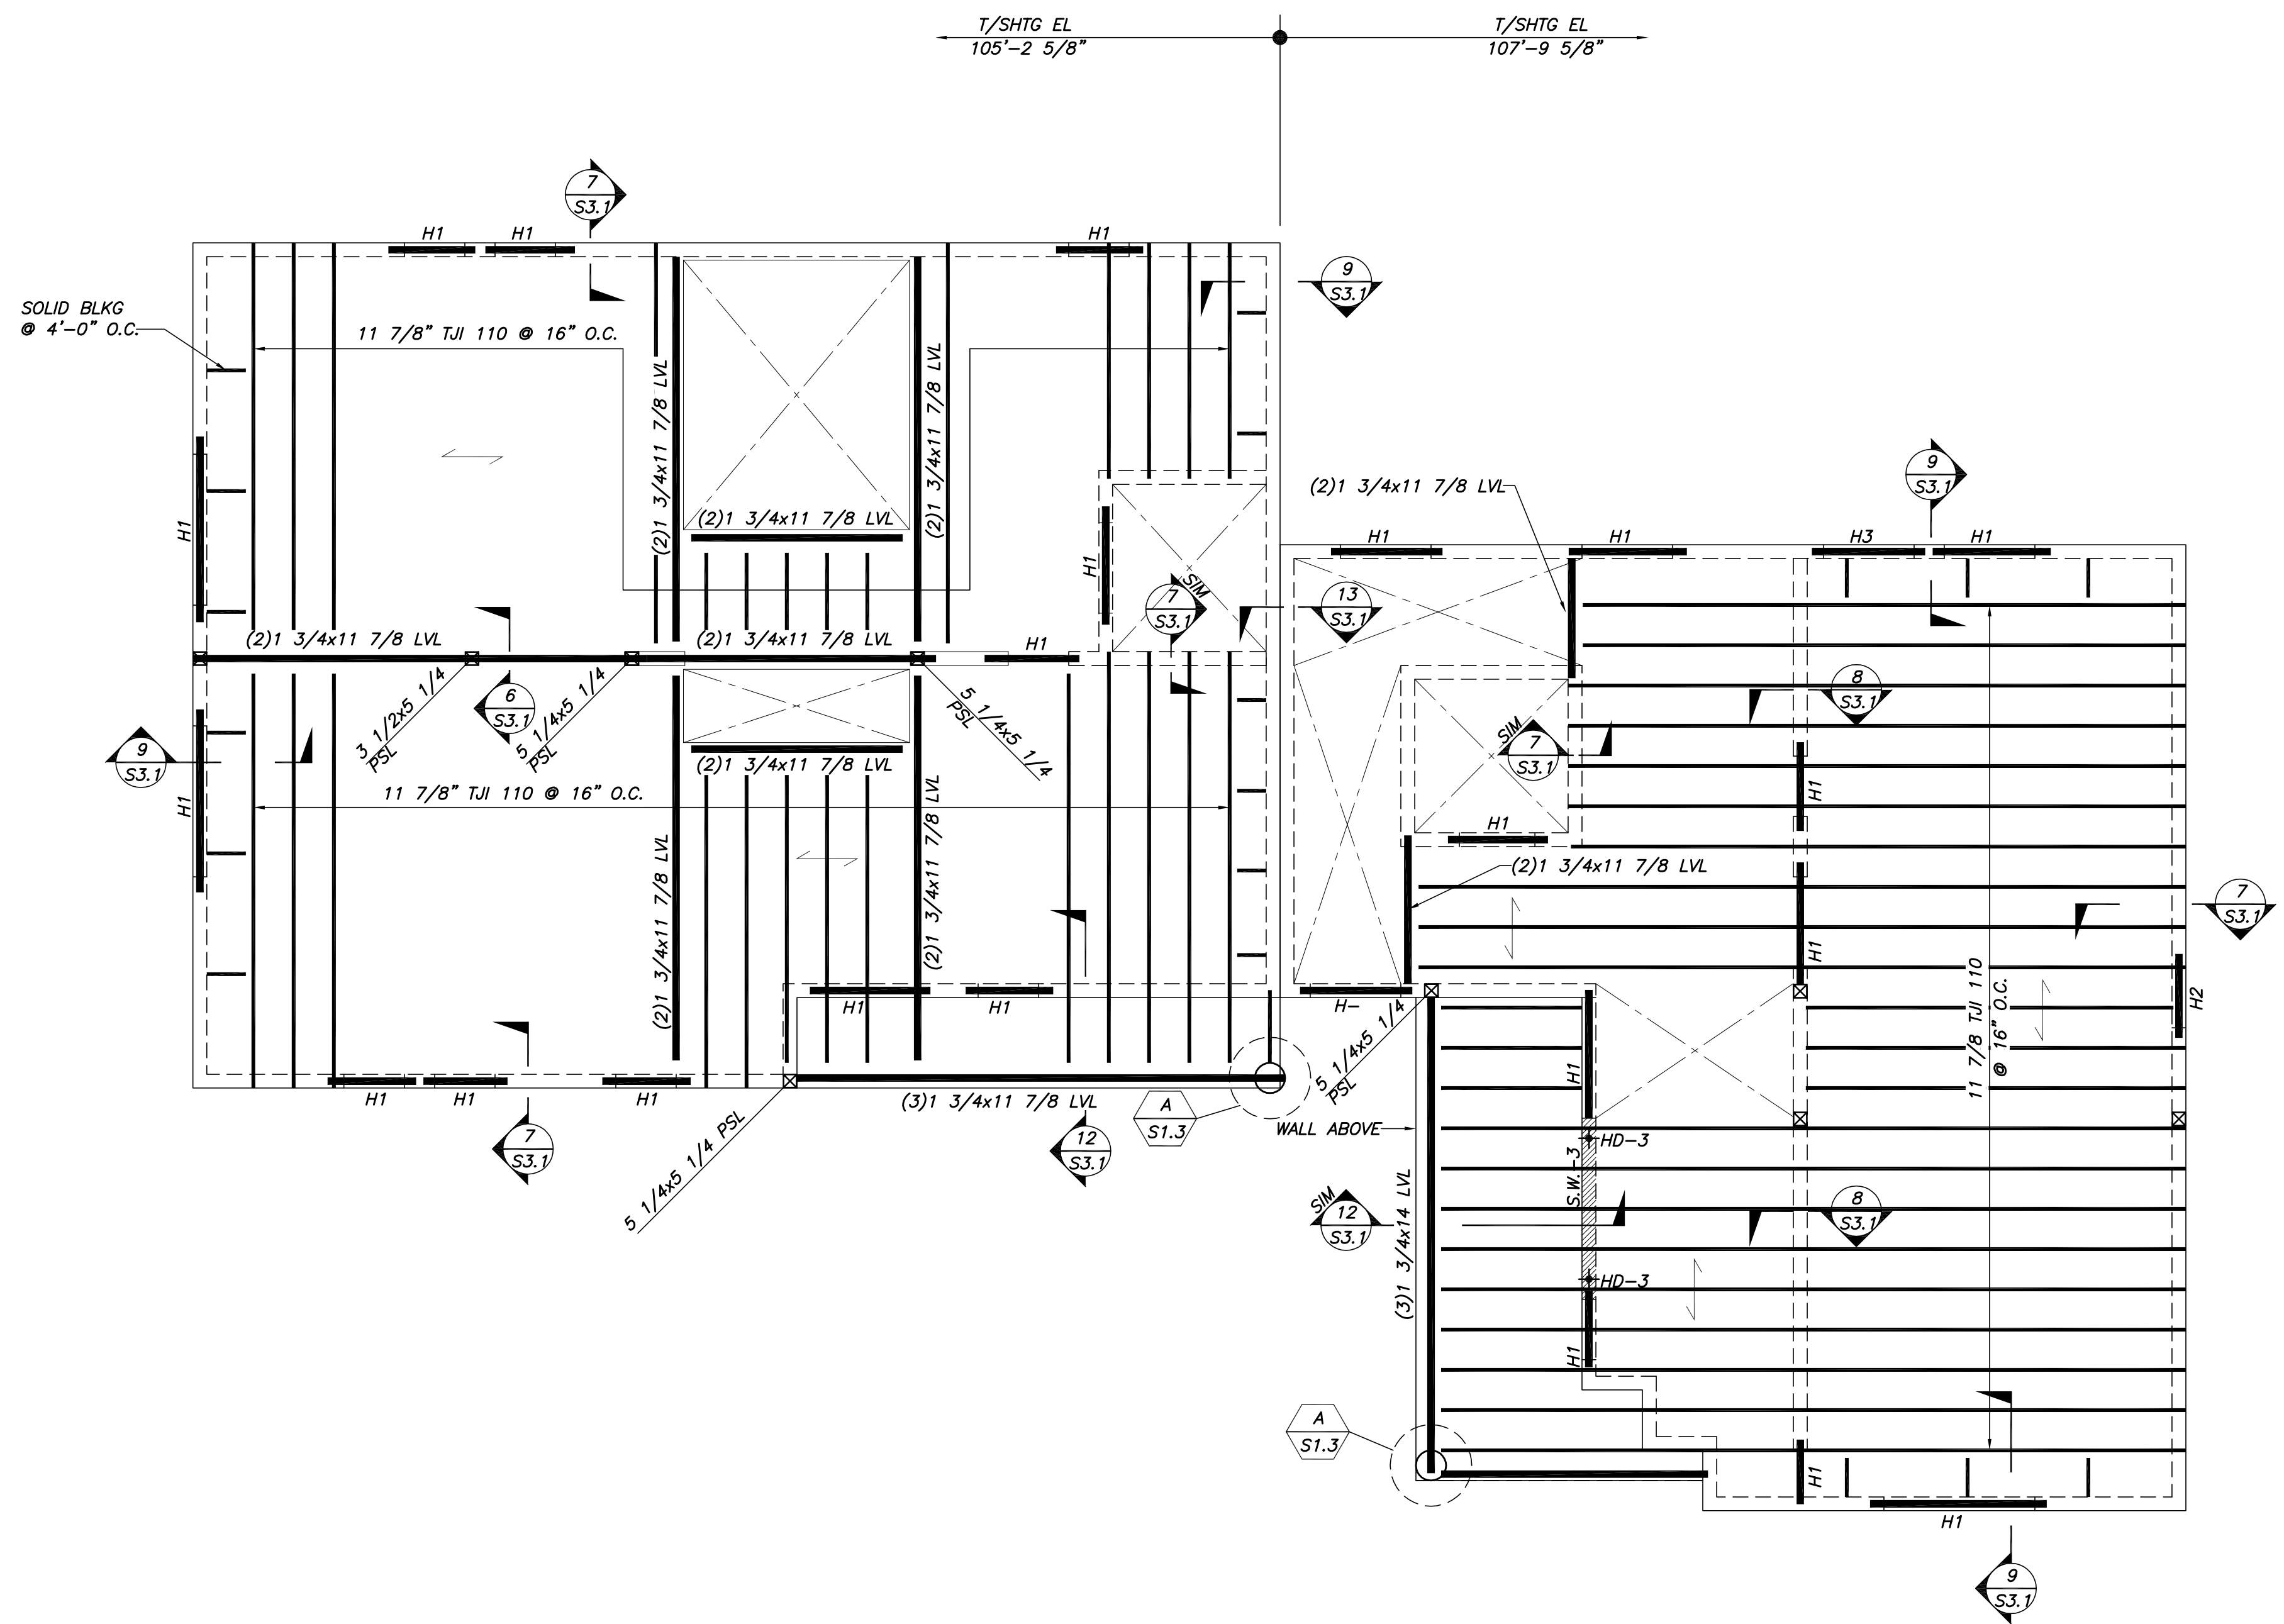 T/SHTG EL
105'-2 5/8"
T/SHTG EL
107'-9 5/8"
7
S3.1
H1
H1
H1
9
S3.1
SOLID BLKG
@ 4'-0" O.C.
11 7/8" TJI 110 @ 16" O.C.
(2)1 3/4x11 7/8 LVL
(2)1 3/4x11 7/8 LVL
(2)1 3/4x11 7/8 LVL
H1
H1
7
S3.1
SIM
13
S3.1
(2)1 3/4x11 7/8 LVL
9
S3.1
H1
H1
H3
H1
(2)1 3/4x11 7/8 LVL
(2)1 3/4x11 7/8 LVL
H1
3 1/2x5 1/4
PSL
6
S3.1
5 1/4x5 1/4
PSL
5 1/4x5 1/4
PSL
8
S3.1
SIM
7
S3.1
9
S3.1
H1
(2)1 3/4x11 7/8 LVL
11 7/8" TJI 110 @ 16" O.C.
H1
H1
(2)1 3/4x11 7/8 LVL
(2)1 3/4x11 7/8 LVL
(2)1 3/4x11 7/8 LVL
H1
7
S3.1
H1
H1
H-
H2
11 7/8 TJI 110
@ 16" O.C.
5 1/4x5 1/4
PSL
H1
H1
H1
H1
(3)1 3/4x11 7/8 LVL
A
S1.3
WALL ABOVE
HD-3
7
S3.1
12
S3.1
5 1/4x5 1/4 PSL
S.W.-3
(3)1 3/4x14 LVL
SIM
12
S3.1
8
S3.1
HD-3
H1
A
S1.3
H1
H1
9
S3.1